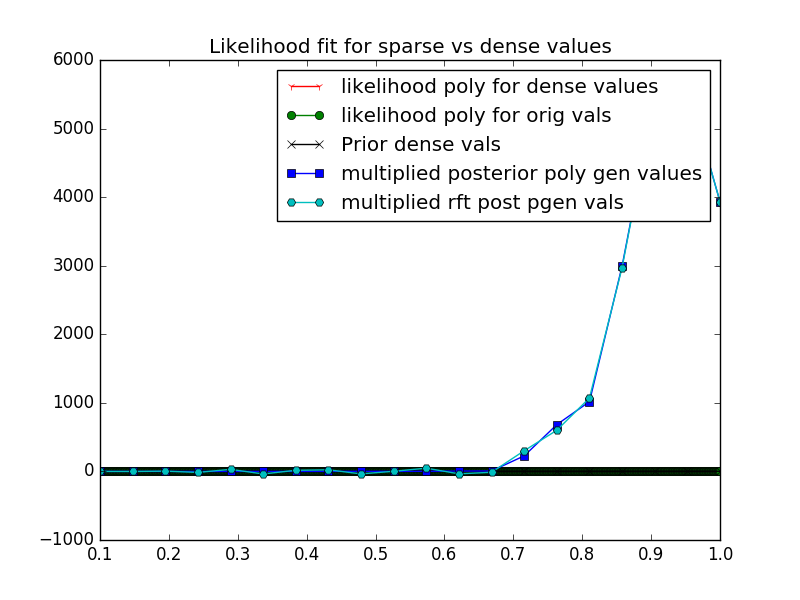 Likelihood fit for sparse vs dense values
6000
5000
4000
3000
2000
1000
0
−1000
likelihood poly for dense values
likelihood poly for orig vals
Prior dense vals
multiplied posterior poly gen values
multiplied rft post pgen vals
0.1 0.2 0.3 0.4 0.5 0.6 0.7 0.8 0.9 1.0